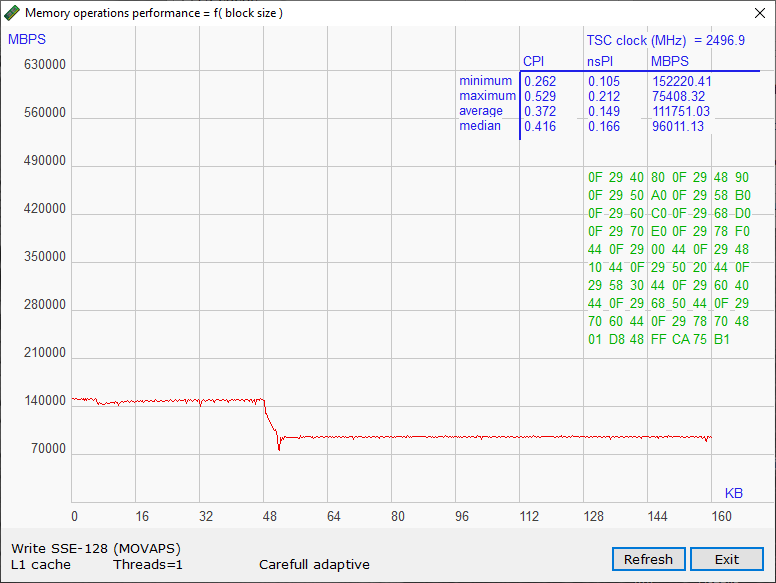 Memory operations performance = f( block size )
MBPS
TSC clock (MHz) = 2496.9
CPI nsPI MBPS
minimum 0.262 0.105 152220.41
maximum 0.529 0.212 75408.32
average 0.372 0.149 111751.03
median 0.416 0.166 96011.13
630000
560000
490000
420000
350000
280000
210000
140000
70000
0F 29 40 80 0F 29 48 90
0F 29 50 A0 0F 29 58 B0
0F 29 60 C0 0F 29 68 D0
0F 29 70 E0 0F 29 78 F0
44 0F 29 00 44 0F 29 48
10 44 0F 29 50 20 44 0F
29 58 30 44 0F 29 60 40
44 0F 29 68 50 44 0F 29
70 60 44 0F 29 78 70 48
01 D8 48 FF CA 75 B1
KB
0 16 32 48 64 80 96 112 128 144 160
Write SSE-128 (MOVAPS)
L1 cache Threads=1 Carefull adaptive
Refresh Exit